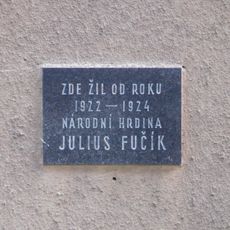 ZDE ŽIL OD ROKU
1922 — 1924
NÁRODNÍ HRDINA
JULIUS FUČÍK